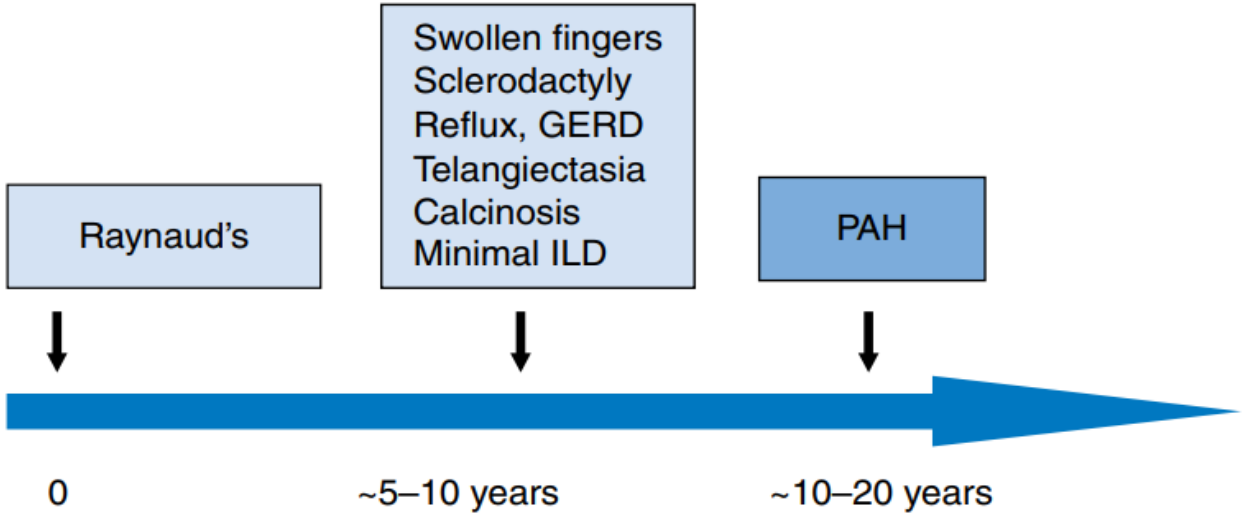 Swollen fingers
Sclerodactyly
Reflux, GERD
Telangiectasia
Calcinosis
Minimal ILD
Raynaud’s
PAH
0
~5–10 years
~10–20 years